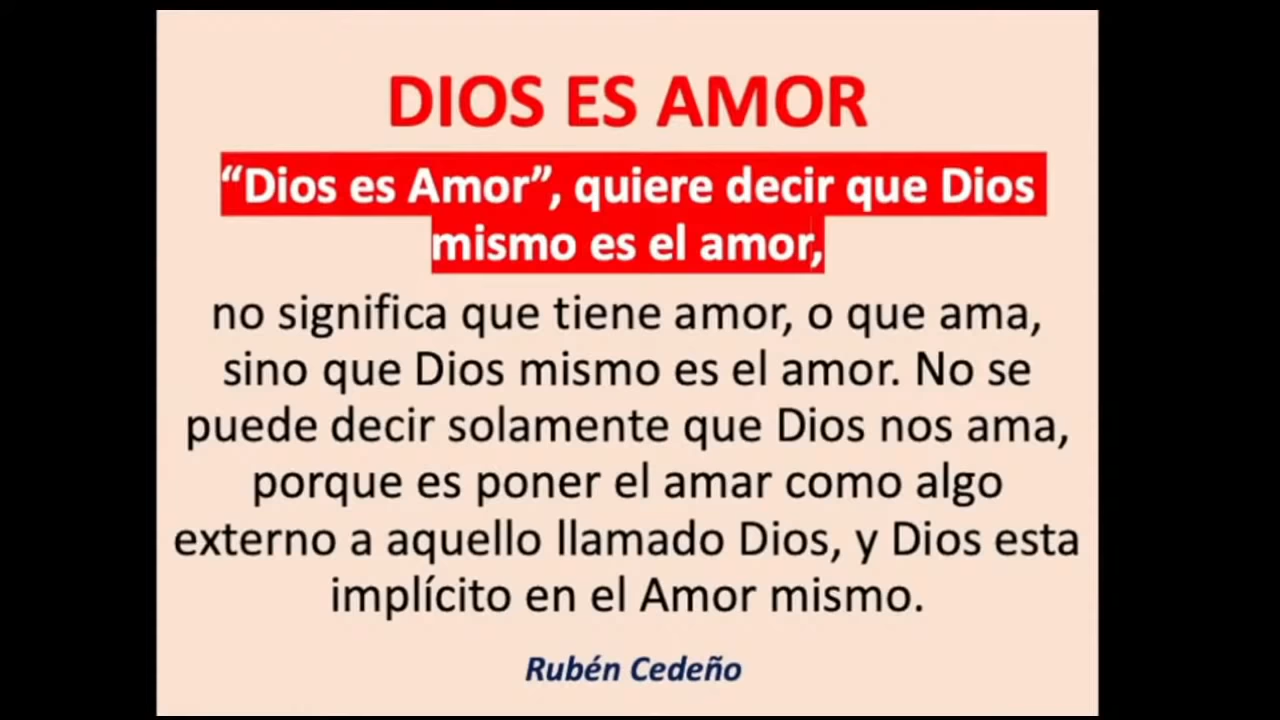 DIOS ES AMOR
“Dios es Amor”, quiere decir que Dios
mismo es el amor,
no significa que tiene amor, o que ama,
sino que Dios mismo es el amor. No se
puede decir solamente que Dios nos ama,
porque es poner el amar como algo
externo a aquello llamado Dios, y Dios esta
implícito en el Amor mismo.
Rubén Cedeño